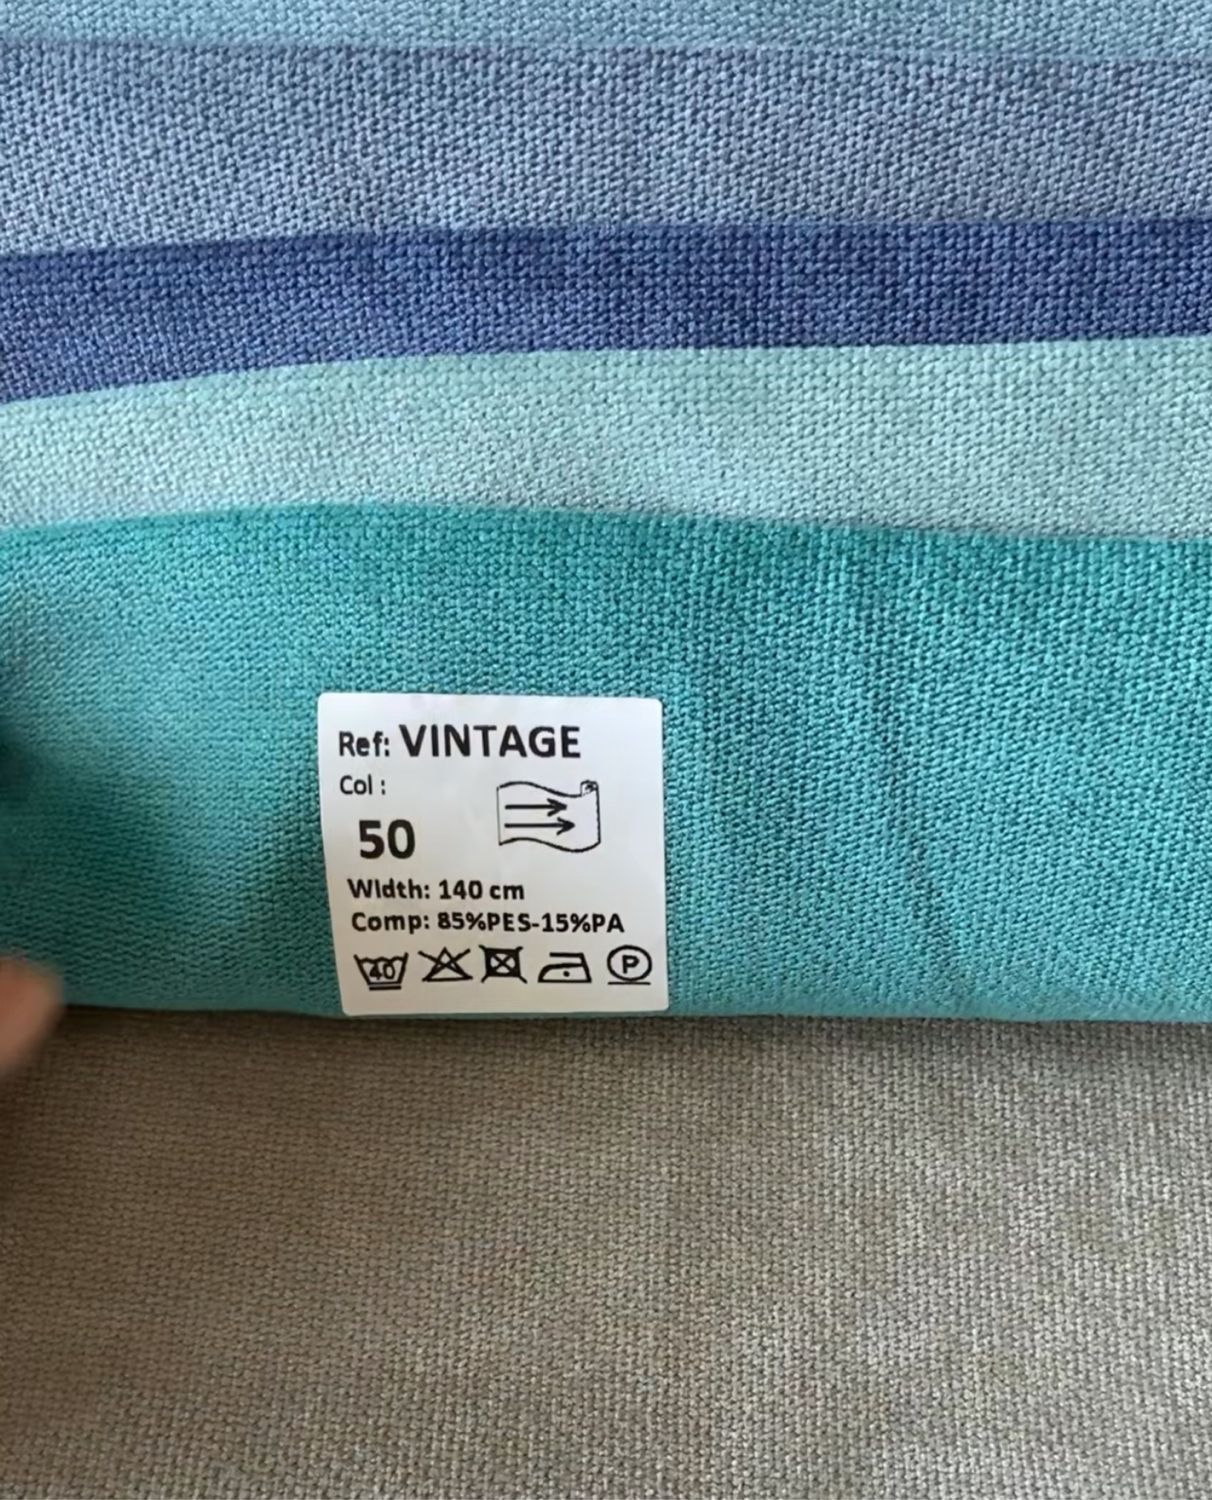 Ref: VINTAGE
Col :
50
WIdth: 140 cm
Comp: 85%PES-15%PA
40 P